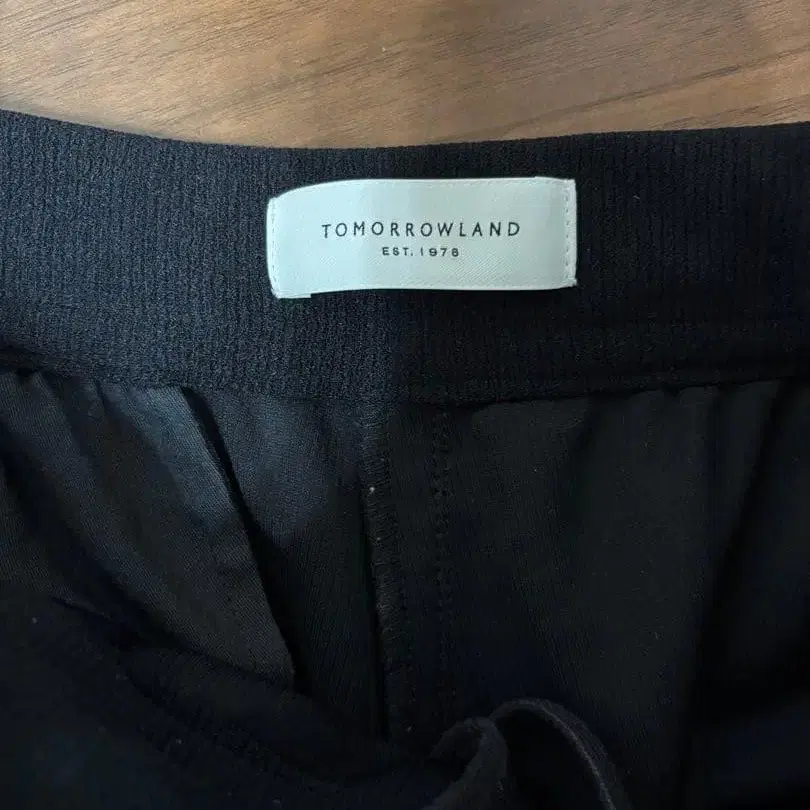 TOMORROWLAND
EST. 1978